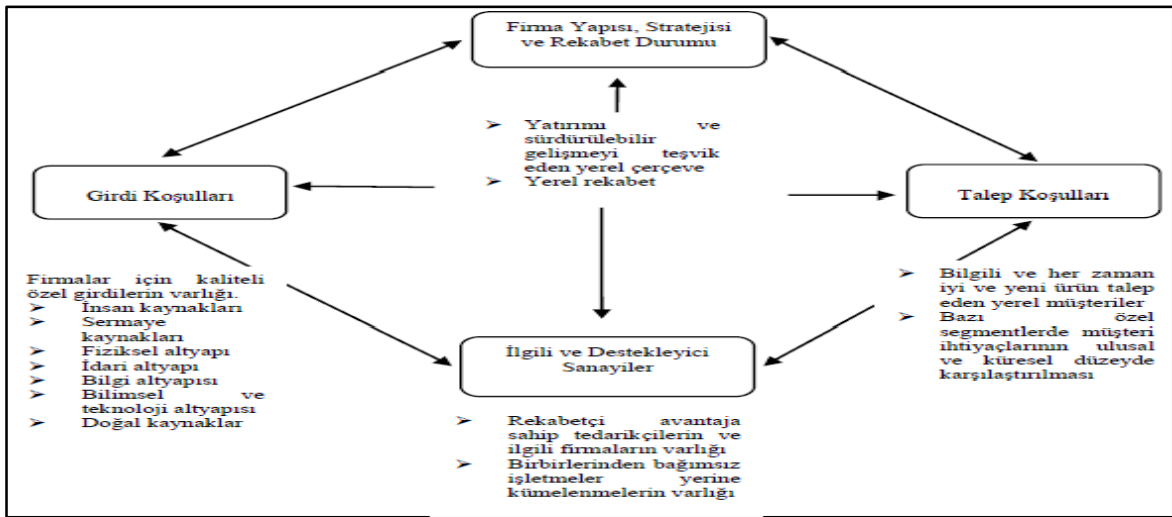 Firma Yapısı, Stratejisi
ve Rekabet Durumu
➢ Yatırımı ve
sürdürülebilir
gelişmeyi teşvik
eden yerel çerçeve
➢ Yerel rekabet
Girdi Koşulları
Talep Koşulları
Firmalar için kaliteli
özel girdilerin varlığı.
➢ İnsan kaynakları
➢ Sermaye
kaynakları
➢ Fiziksel altyapı
➢ İdari altyapı
➢ Bilgi altyapısı
➢ Bilimsel ve
teknoloji altyapısı
➢ Doğal kaynaklar
➢ Bilgili ve her zaman
iyi ve yeni ürün talep
eden yerel müşteriler
➢ Bazı özel
segmentlerde müşteri
ihtiyaçlarının ulusal
ve küresel düzeyde
karşılaştırılması
İlgili ve Destekleyici
Sanayiler
➢ Rekabetçi avantaja
sahip tedarikçilerin ve
ilgili firmaların varlığı
➢ Birbirlerinden bağımsız
işletmeler yerine
kümelenmelerin varlığı